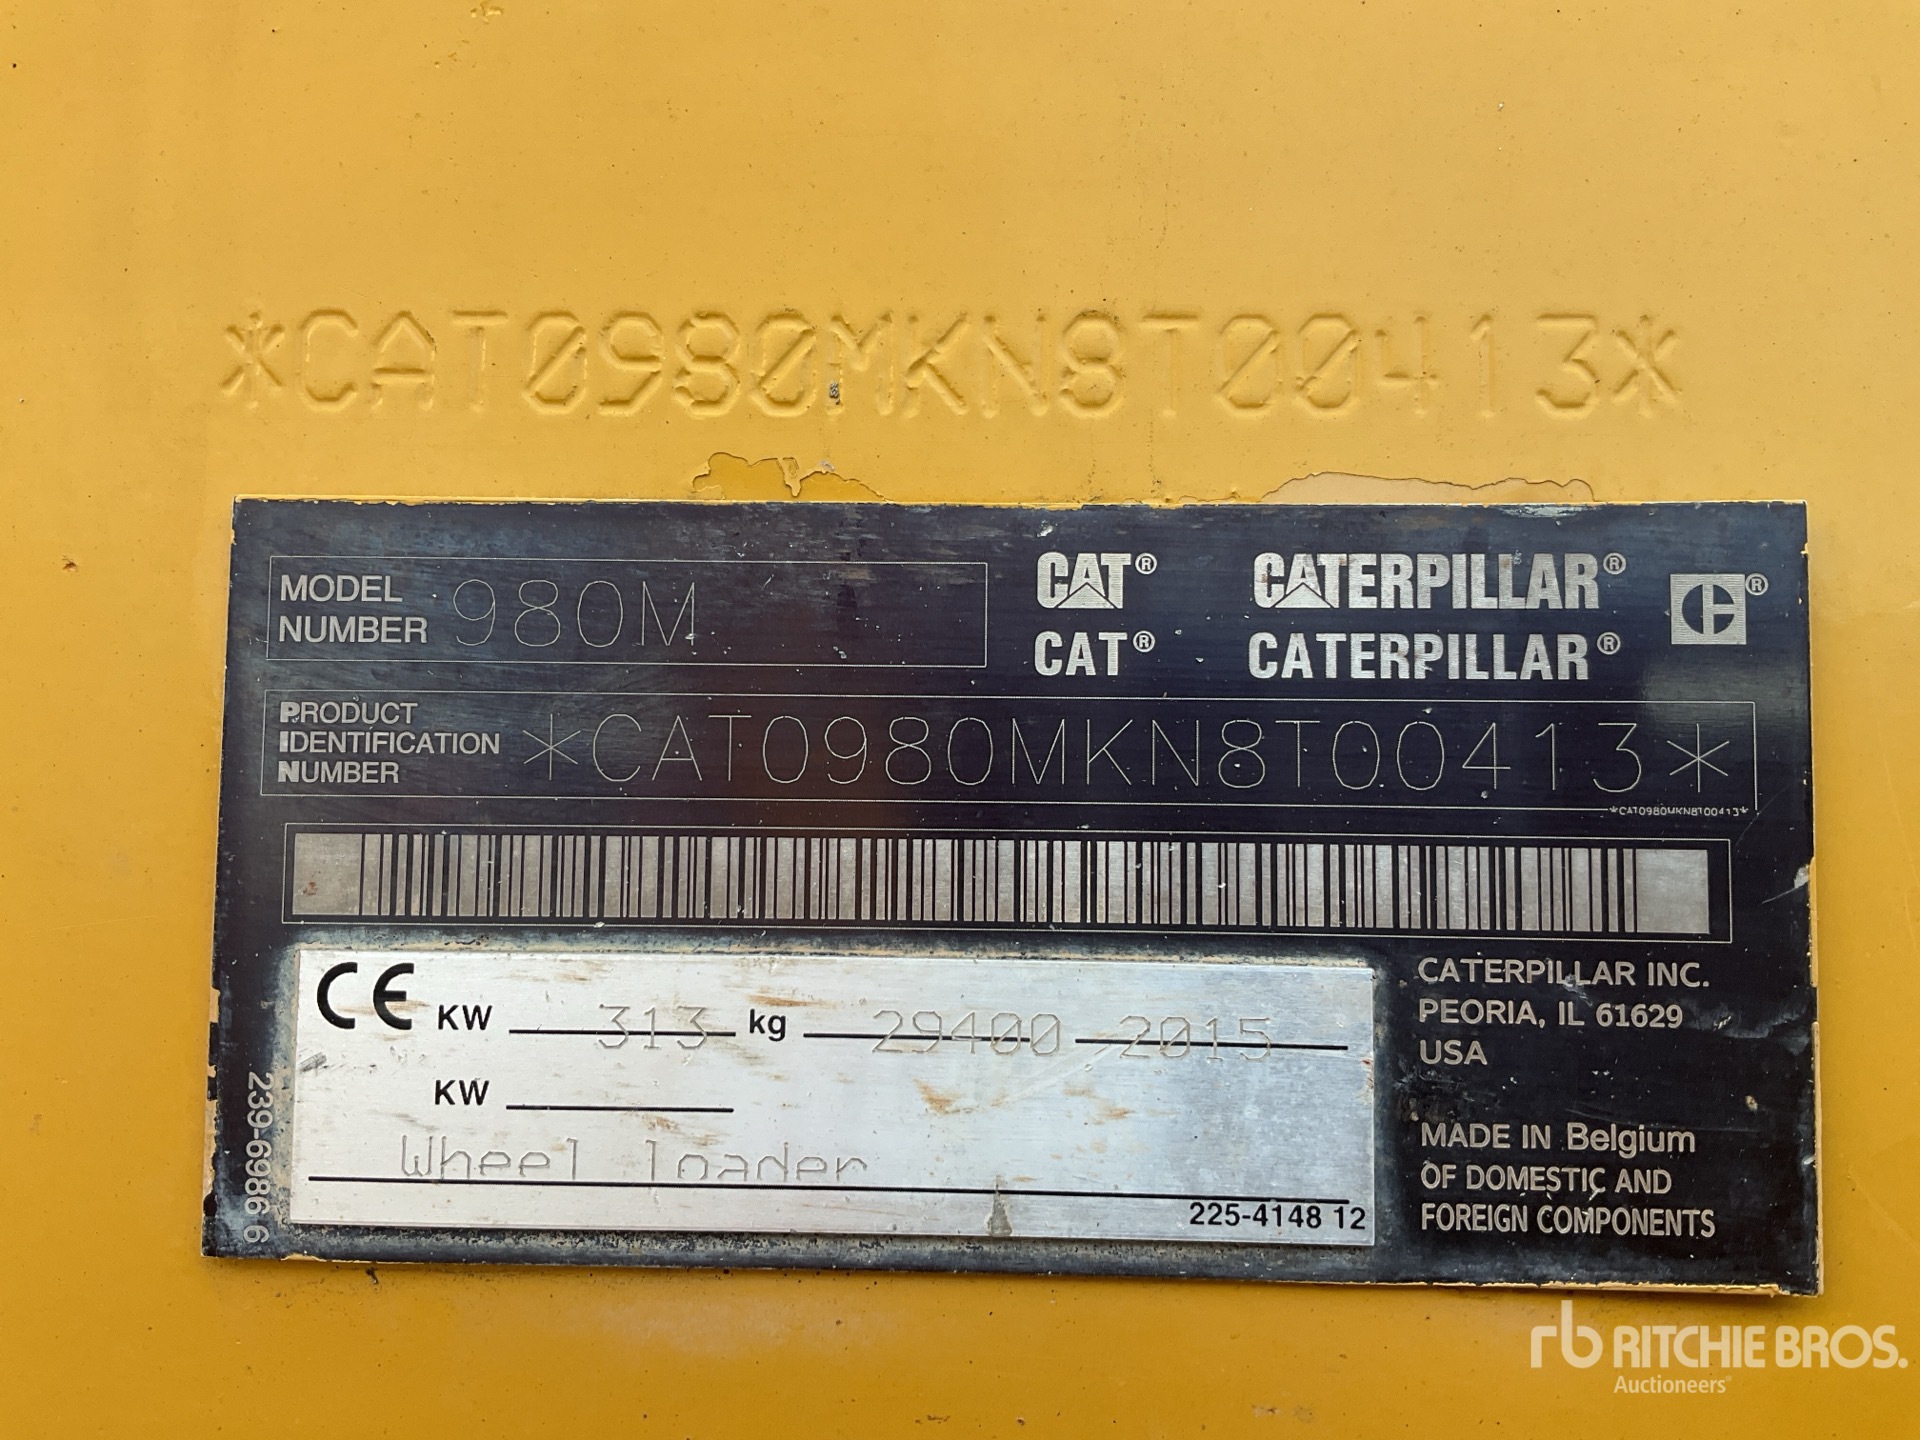 *CAT0980MKN8T00413*
MODEL NUMBER 980M
CAT® CATERPILLAR® ®
CAT® CATERPILLAR®
PRODUCT IDENTIFICATION NUMBER *CAT0980MKN8T00413*
*CAT0980MKN8T00413*
CE KW 313 kg 29400 2015
KW
Wheel loader
225-4148 12
239-6986 6
CATERPILLAR INC.
PEORIA, IL 61629
USA
MADE IN Belgium
OF DOMESTIC AND
FOREIGN COMPONENTS
rb RITCHIE BROS.
Auctioneers